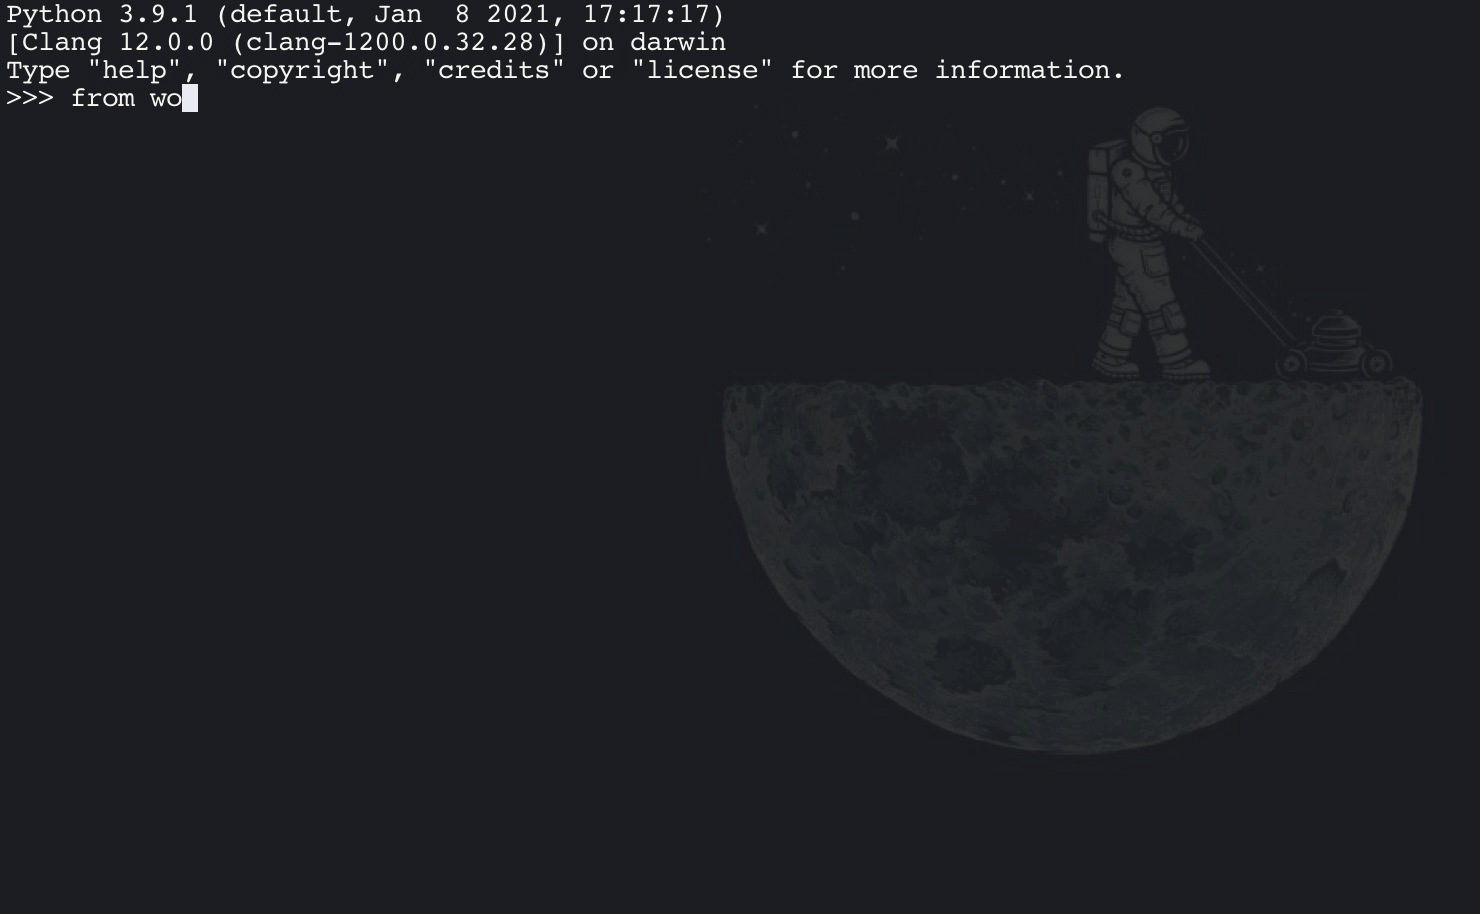 Python 3.9.1 (default, Jan  8 2021, 17:17:17)
[Clang 12.0.0 (clang-1200.0.32.28)] on darwin
Type "help", "copyright", "credits" or "license" for more information.
>>> from wo